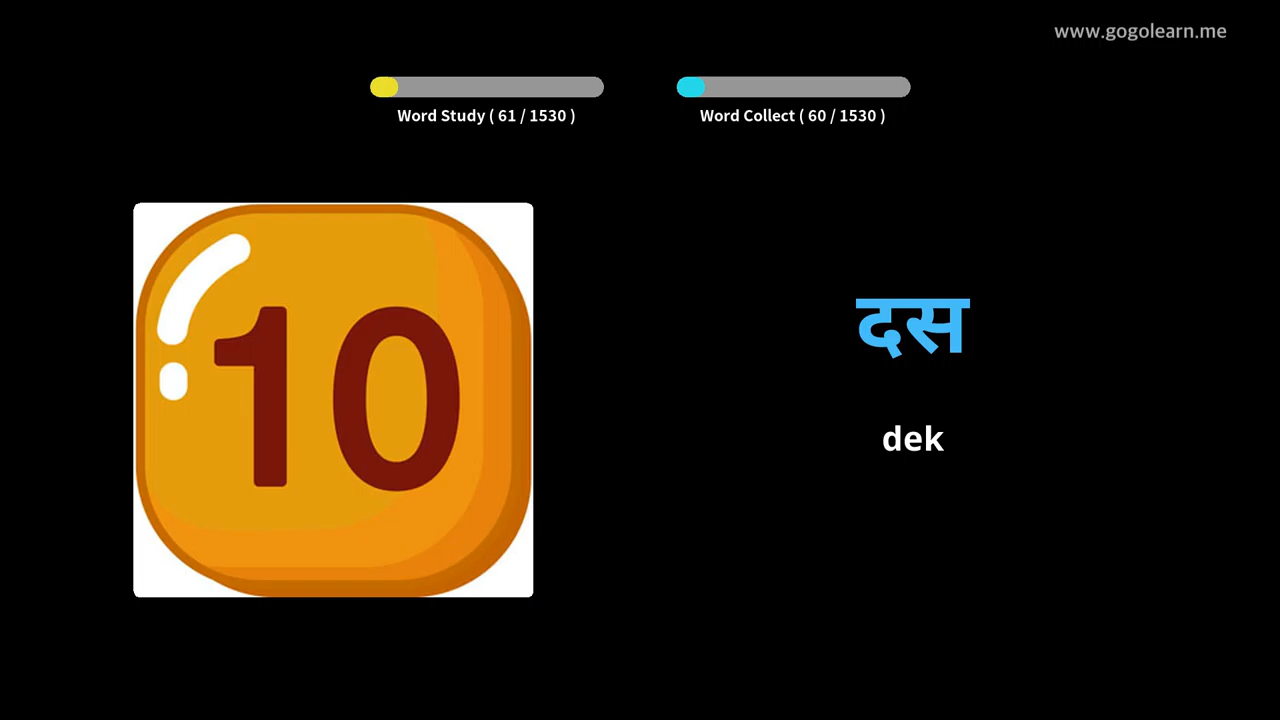 www.gogolearn.me
Word Study ( 61 / 1530 )
Word Collect ( 60 / 1530 )
10
दस
dek